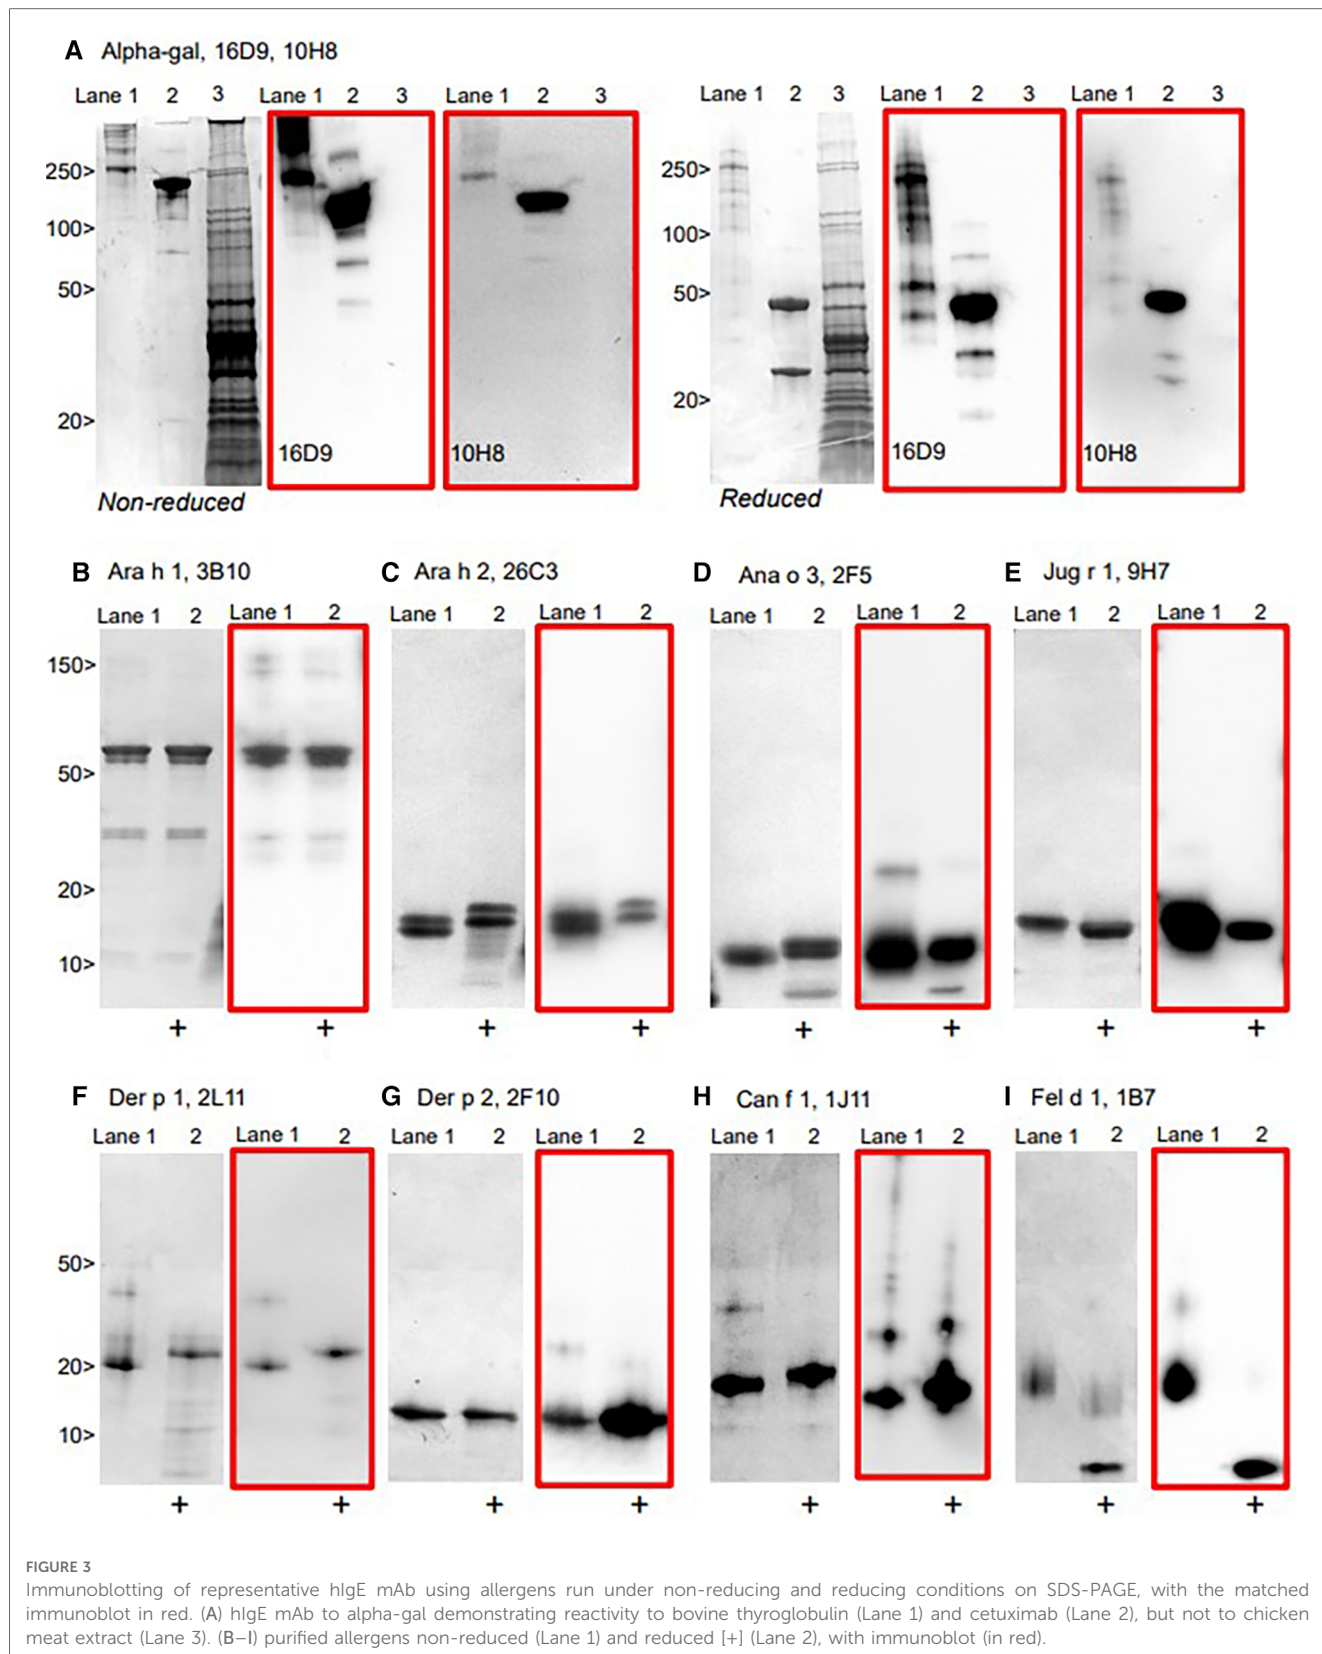 A Alpha-gal, 16D9, 10H8
Lane 1 2 3 Lane 1 2 3 Lane 1 2 3 Lane 1 2 3 Lane 1 2 3 Lane 1 2 3
250> 250>
100> 100>
50> 50>
20> 20>
16D9 10H8 16D9 10H8
Non-reduced Reduced
B Ara h 1, 3B10 C Ara h 2, 26C3 D Ana o 3, 2F5 E Jug r 1, 9H7
Lane 1 2 Lane 1 2 Lane 1 2 Lane 1 2 Lane 1 2 Lane 1 2 Lane 1 2 Lane 1 2
150>
50>
20>
10>
+ + + + + + + +
F Der p 1, 2L11 G Der p 2, 2F10 H Can f 1, 1J11 I Fel d 1, 1B7
Lane 1 2 Lane 1 2 Lane 1 2 Lane 1 2 Lane 1 2 Lane 1 2 Lane 1 2 Lane 1 2
50>
20>
10>
+ + + + + + + +
FIGURE 3
Immunoblotting of representative hIgE mAb using allergens run under non-reducing and reducing conditions on SDS-PAGE, with the matched
immunoblot in red. (A) hIgE mAb to alpha-gal demonstrating reactivity to bovine thyroglobulin (Lane 1) and cetuximab (Lane 2), but not to chicken
meat extract (Lane 3). (B–I) purified allergens non-reduced (Lane 1) and reduced [+] (Lane 2), with immunoblot (in red).